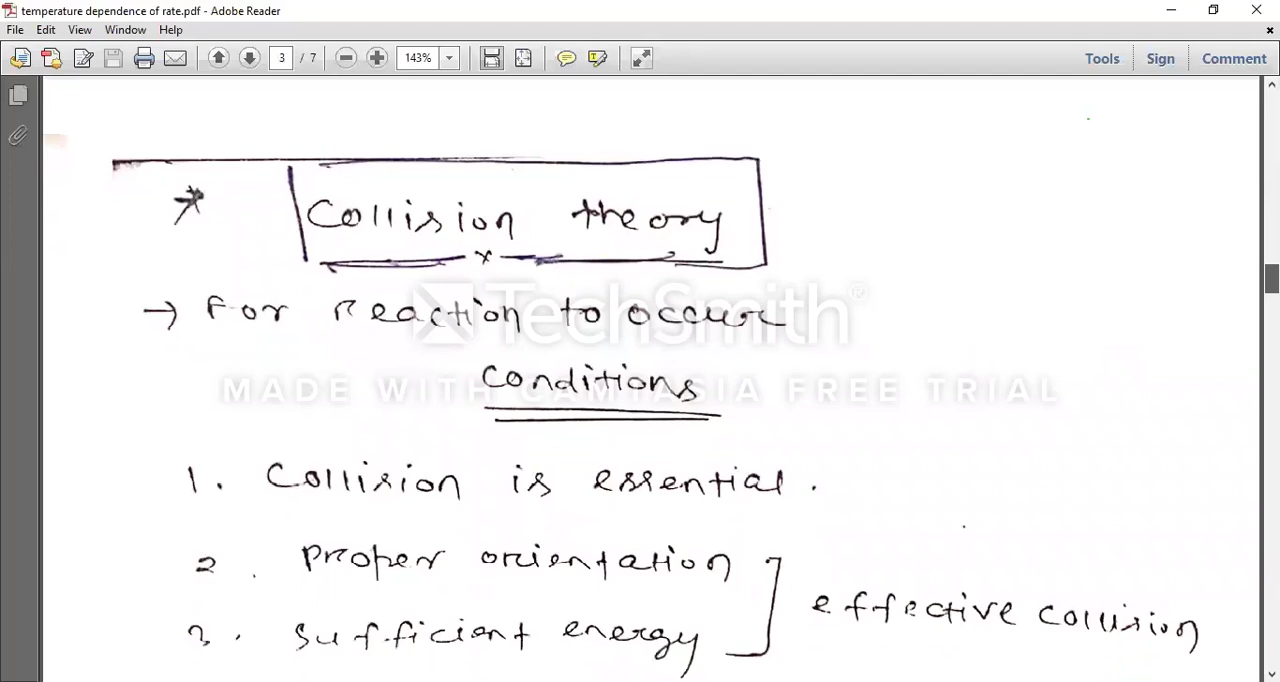 temperature dependence of rate.pdf - Adobe Reader
File Edit View Window Help
3 / 7 143% Tools Sign Comment
* Collision theory
x
→ For Reaction to occur
TechSmith®
Conditions
MADE WITH CAMTASIA FREE TRIAL
1. Collision is essential.
2. Proper orientation
effective collision
3. Sufficient energy